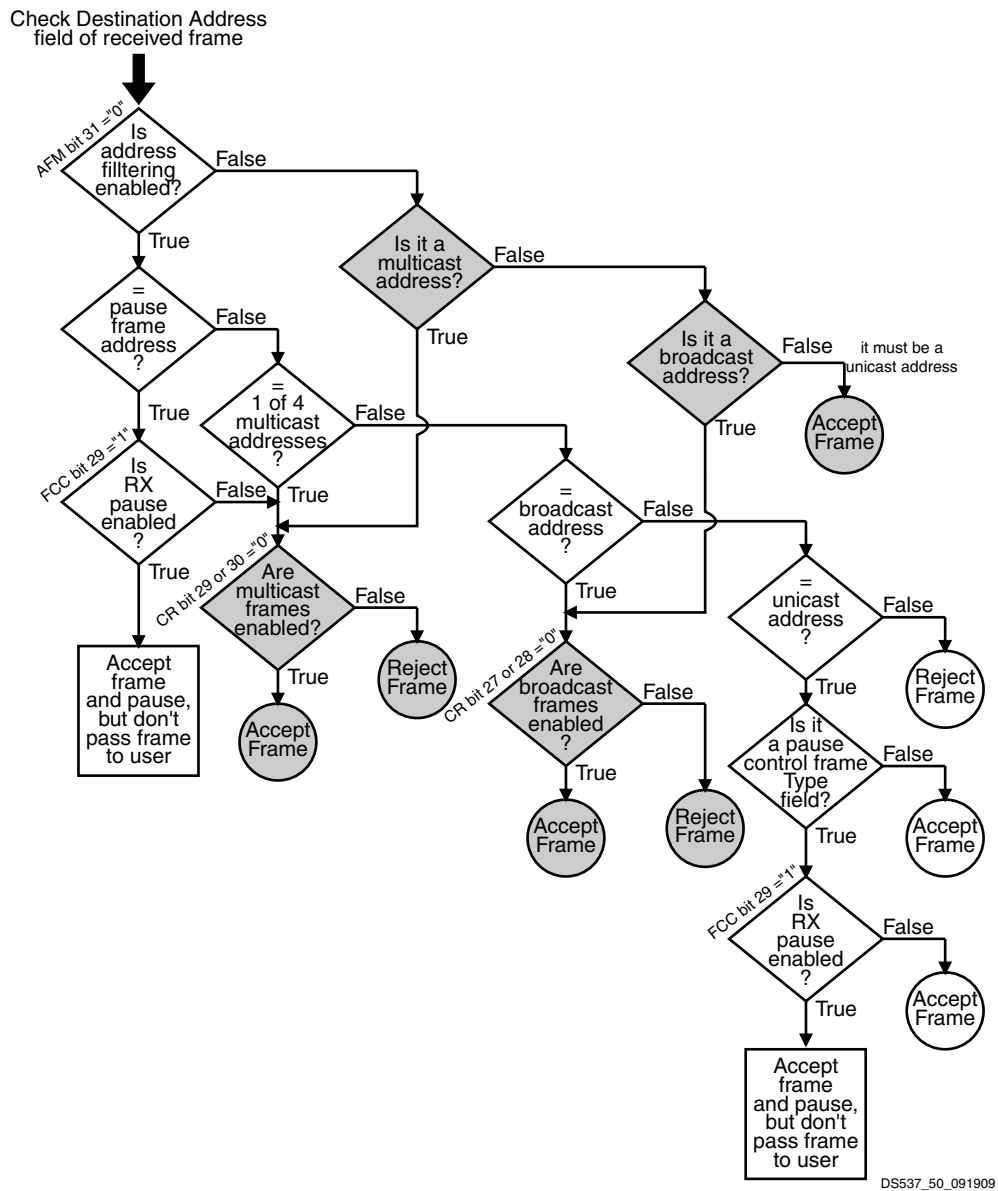 Check Destination Address
field of received frame
AFM bit 31 ="0"
Is
address
filltering
enabled?
False
True
Is it a
multicast
address?
False
True
=
pause
frame
address
?
False
True
Is it a
broadcast
address?
False
True
it must be a
unicast address
Accept
Frame
=
1 of 4
multicast
addresses
?
False
True
FCC bit 29 ="1"
Is
RX
pause
enabled
?
False
True
=
broadcast
address
?
False
True
CR bit 29 or 30 ="0"
Are
multicast
frames
enabled?
False
True
Reject
Frame
Accept
Frame
Accept
frame
and pause,
but don't
pass frame
to user
=
unicast
address
?
False
True
Reject
Frame
CR bit 27 or 28 ="0"
Are
broadcast
frames
enabled
?
False
True
Accept
Frame
Reject
Frame
Is it
a pause
control frame
Type
field?
False
True
Accept
Frame
FCC bit 29 ="1"
Is
RX
pause
enabled
?
False
True
Accept
Frame
Accept
frame
and pause,
but don't
pass frame
to user
DS537_50_091909